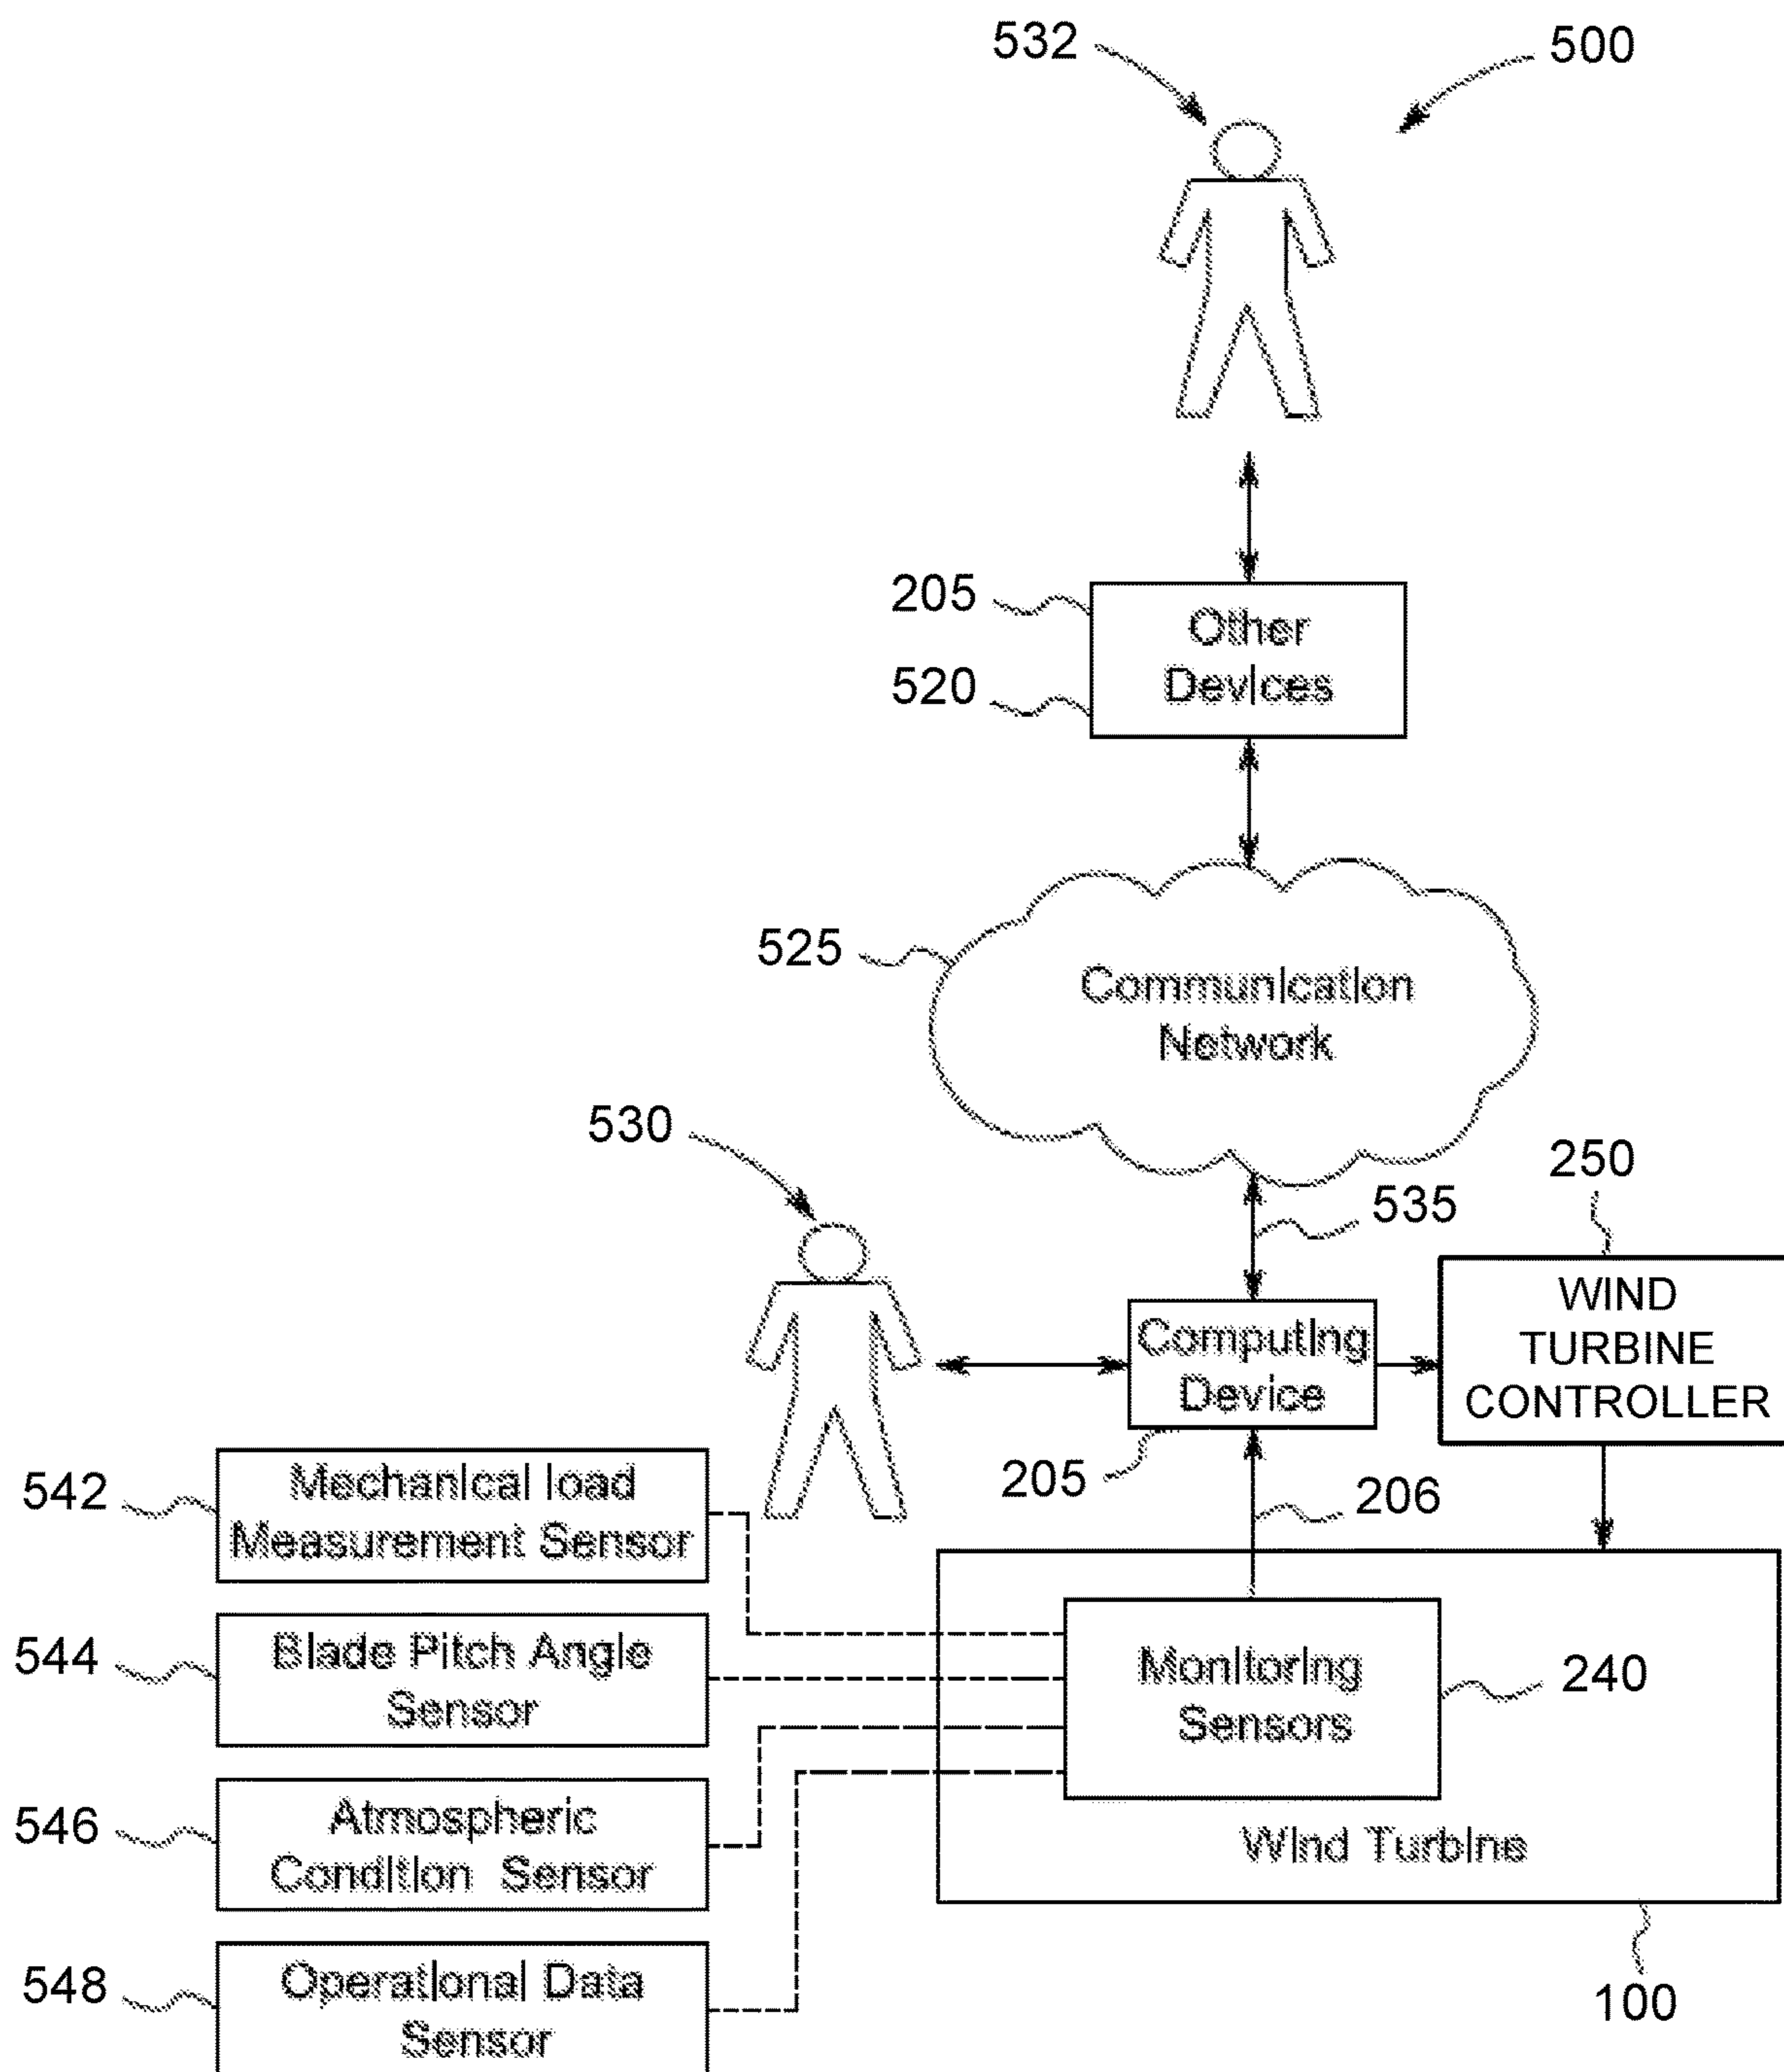 532
500
205
Other
Devices
520
525
Communication
Network
530
250
535
WIND
TURBINE
CONTROLLER
Computing
Device
205
206
542
Mechanical load
Measurement Sensor
544
Blade Pitch Angle
Sensor
Monitoring
Sensors
240
546
Atmospheric
Condition Sensor
Wind Turbine
548
Operational Data
Sensor
100